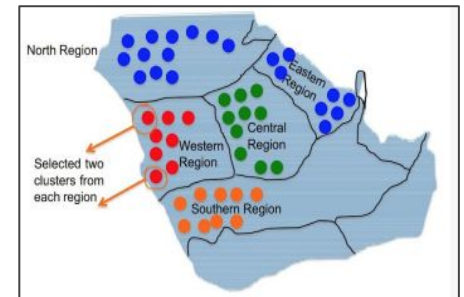 North Region
Eastern
Region
Western
Region
Central
Region
Selected two
clusters from
each region
Southern Region